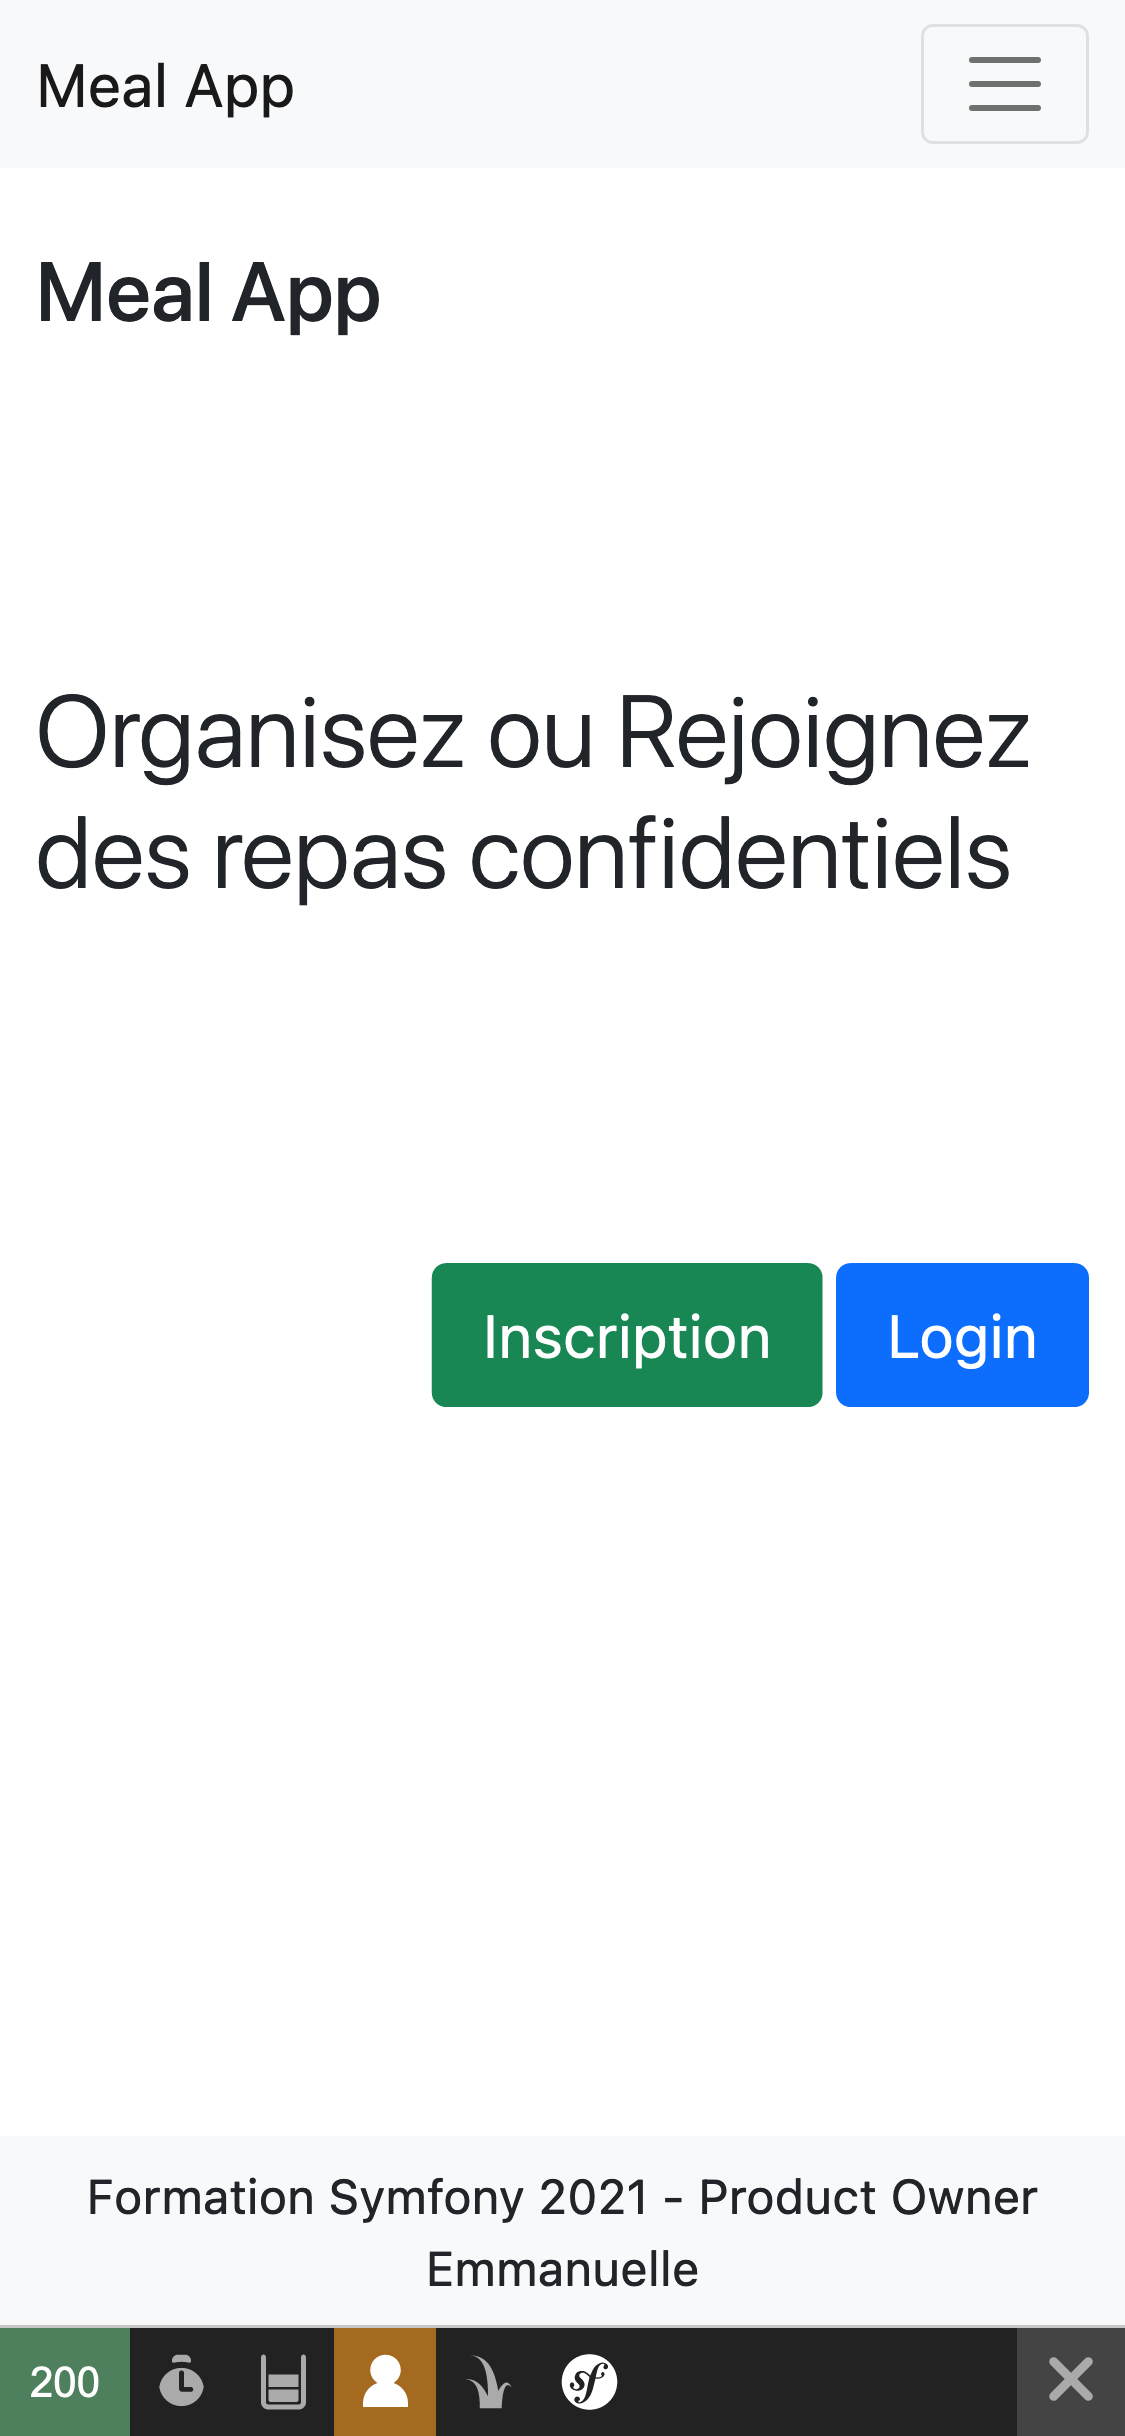 Meal App
Meal App
Organisez ou Rejoignez
des repas confidentiels
Inscription
Login
Formation Symfony 2021 - Product Owner
Emmanuelle
200
sf